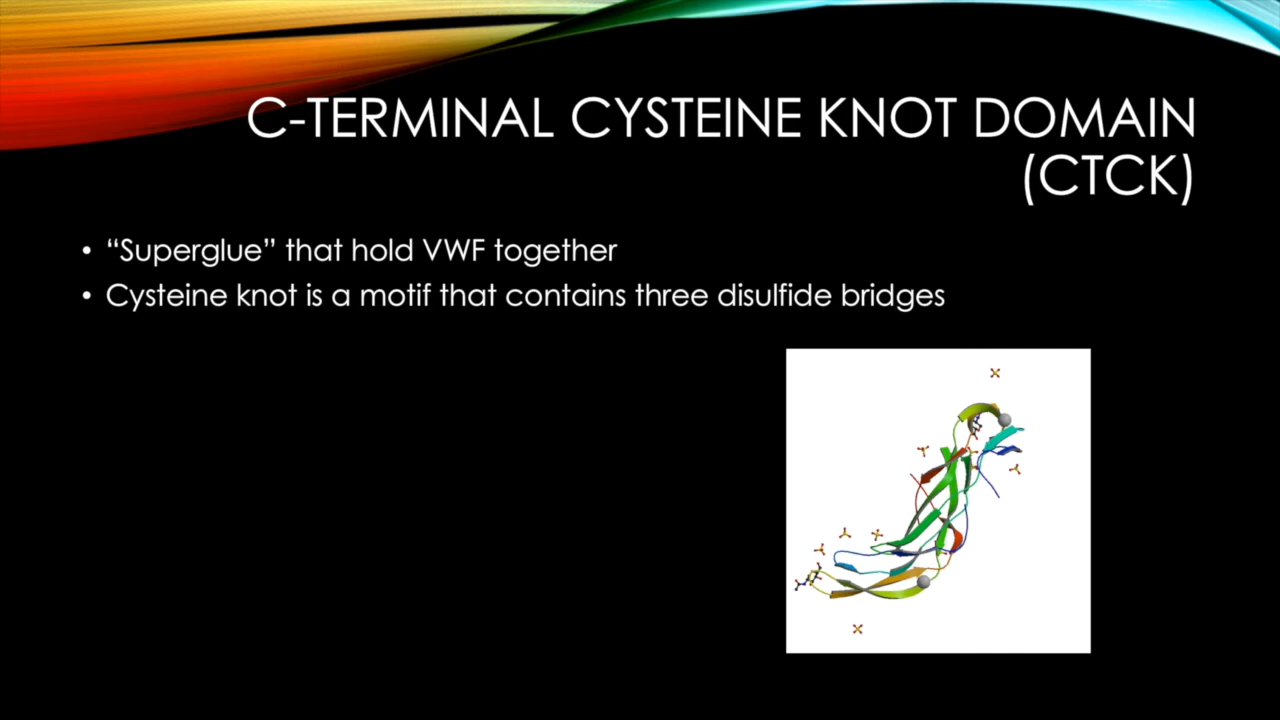 C-TERMINAL CYSTEINE KNOT DOMAIN
(CTCK)
• “Superglue” that hold VWF together
• Cysteine knot is a motif that contains three disulfide bridges